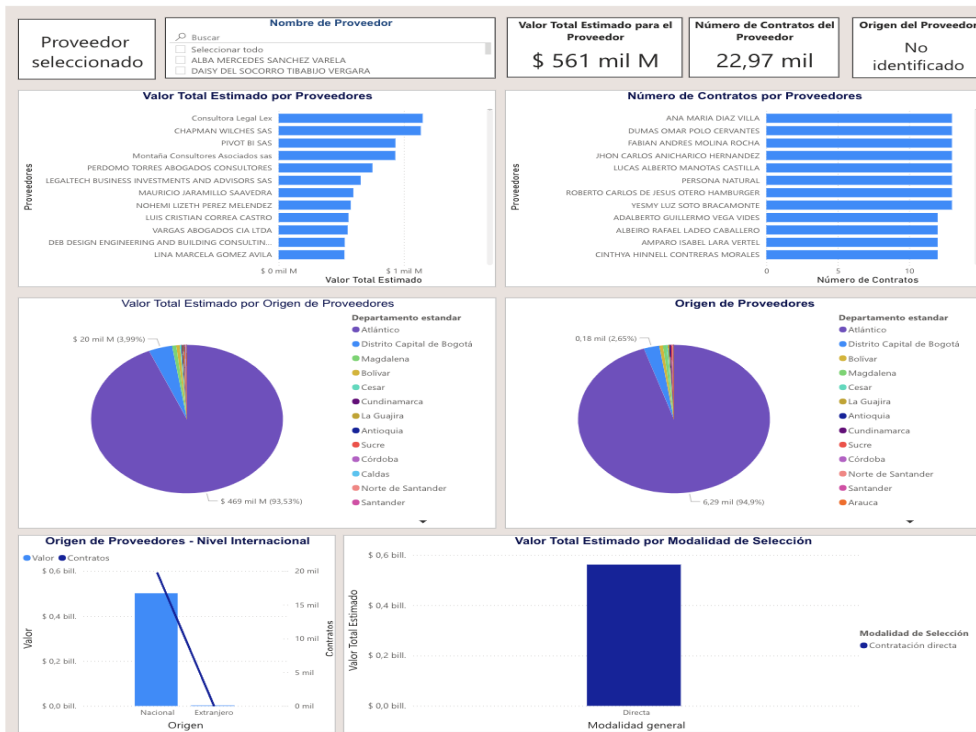 Proveedor
seleccionado
Nombre de Proveedor
Buscar
Seleccionar todo
ALBA MERCEDES SANCHEZ VARELA
DAISY DEL SOCORRO TIBABIJO VERGARA
Valor Total Estimado para el
Proveedor
$ 561 mil M
Número de Contratos del
Proveedor
22,97 mil
Origen del Proveedor
No
identificado
Valor Total Estimado por Proveedores
Proveedores
Consultora Legal Lex
CHAPMAN WILCHES SAS
PIVOT BI SAS
Montaña Consultores Asociados sas
PERDOMO TORRES ABOGADOS CONSULTORES
LEGALTECH BUSINESS INVESTMENTS AND ADVISORS SAS
MAURICIO JARAMILLO SAAVEDRA
NOHEMI LIZETH PEREZ MELENDEZ
LUIS CRISTIAN CORREA CASTRO
VARGAS ABOGADOS CIA LTDA
DEB DESIGN ENGINEERING AND BUILDING CONSULTIN...
LINA MARCELA GOMEZ AVILA
$ 0 mil M $ 1 mil M
Valor Total Estimado
Número de Contratos por Proveedores
Proveedores
ANA MARIA DIAZ VILLA
DUMAS OMAR POLO CERVANTES
FABIAN ANDRES MOLINA ROCHA
JHON CARLOS ANICHARICO HERNANDEZ
LUCAS ALBERTO MANOTAS CASTILLA
PERSONA NATURAL
ROBERTO CARLOS DE JESUS OTERO HAMBURGER
YESMY LUZ SOTO BRACAMONTE
ADALBERTO GUILLERMO VEGA VIDES
ALBEIRO RAFAEL LADEO CABALLERO
AMPARO ISABEL LARA VERTEL
CINTHYA HINNELL CONTRERAS MORALES
0 5 10
Número de Contratos
Valor Total Estimado por Origen de Proveedores
$ 20 mil M (3,99%)
$ 469 mil M (93,53%)
Departamento estandar
Atlántico
Distrito Capital de Bogotá
Magdalena
Bolívar
Cesar
Cundinamarca
La Guajira
Antioquia
Sucre
Córdoba
Caldas
Norte de Santander
Santander
Origen de Proveedores
0,18 mil (2,65%)
6,29 mil (94,9%)
Departamento estandar
Atlántico
Distrito Capital de Bogotá
Bolívar
Magdalena
Cesar
La Guajira
Antioquia
Cundinamarca
Sucre
Córdoba
Norte de Santander
Santander
Arauca
Origen de Proveedores - Nivel Internacional
Valor Contratos
Valor
$ 0,6 bill.
$ 0,4 bill.
$ 0,2 bill.
$ 0,0 bill.
20 mil
15 mil
10 mil
5 mil
0 mil
Contratos
Nacional Extranjero
Origen
Valor Total Estimado por Modalidad de Selección
Valor Total Estimado
$ 0,6 bill.
$ 0,4 bill.
$ 0,2 bill.
$ 0,0 bill.
Directa
Modalidad general
Modalidad de Selección
Contratación directa